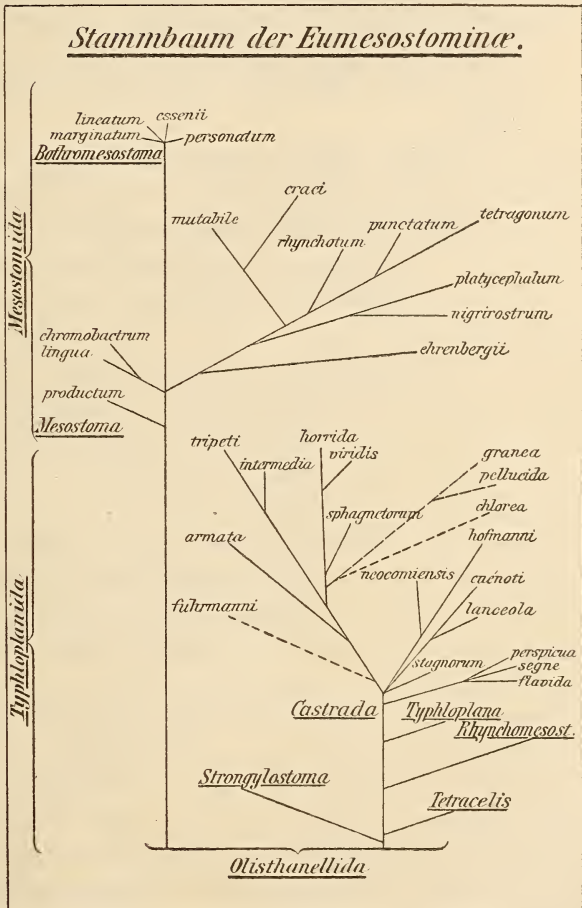 Stammbaum der Eumesostominæ.
essenii
lineatum
marginatum
personatum
Bothromesostoma
craci
mutabile
rhynchotum
punctatum
tetragonum
platycephalum
nigrirostrum
ehrenbergii
chromobactrum
lingua
productum
Mesostoma
Mesostomida
Typhloplanida
tripeti
intermedia
horrida
viridis
granea
pellucida
chlorea
sphagnetorum
hofmanni
armata
neocomiensis
cuénoti
lanceola
fuhrmanni
stagnorum
perspicua
segne
flavida
Castrada
Typhloplana
Rhynchomesost.
Strongylostoma
Tetracelis
Olisthanellida